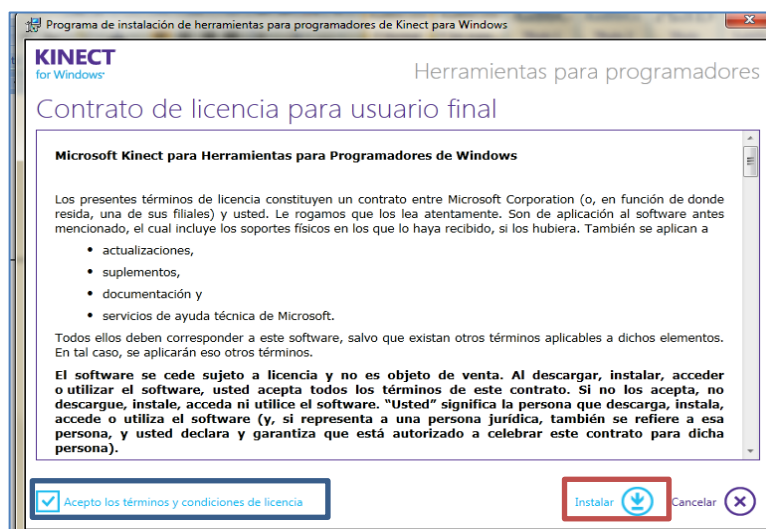 Programa de instalación de herramientas para programadores de Kinect para Windows
KINECT
for Windows
Herramientas para programadores
Contrato de licencia para usuario final
Microsoft Kinect para Herramientas para Programadores de Windows
Los presentes términos de licencia constituyen un contrato entre Microsoft Corporation (o, en función de donde
resida, una de sus filiales) y usted. Le rogamos que los lea atentamente. Son de aplicación al software antes
mencionado, el cual incluye los soportes físicos en los que lo haya recibido, si los hubiera. También se aplican a
• actualizaciones,
• suplementos,
• documentación y
• servicios de ayuda técnica de Microsoft.
Todos ellos deben corresponder a este software, salvo que existan otros términos aplicables a dichos elementos.
En tal caso, se aplicarán eso otros términos.
El software se cede sujeto a licencia y no es objeto de venta. Al descargar, instalar, acceder
o utilizar el software, usted acepta todos los términos de este contrato. Si no los acepta, no
descargue, instale, acceda ni utilice el software. “Usted” significa la persona que descarga, instala,
accede o utiliza el software (y, si representa a una persona jurídica, también se refiere a esa
persona, y usted declara y garantiza que está autorizado a celebrar este contrato para dicha
persona).
Acepto los términos y condiciones de licencia
Instalar
Cancelar